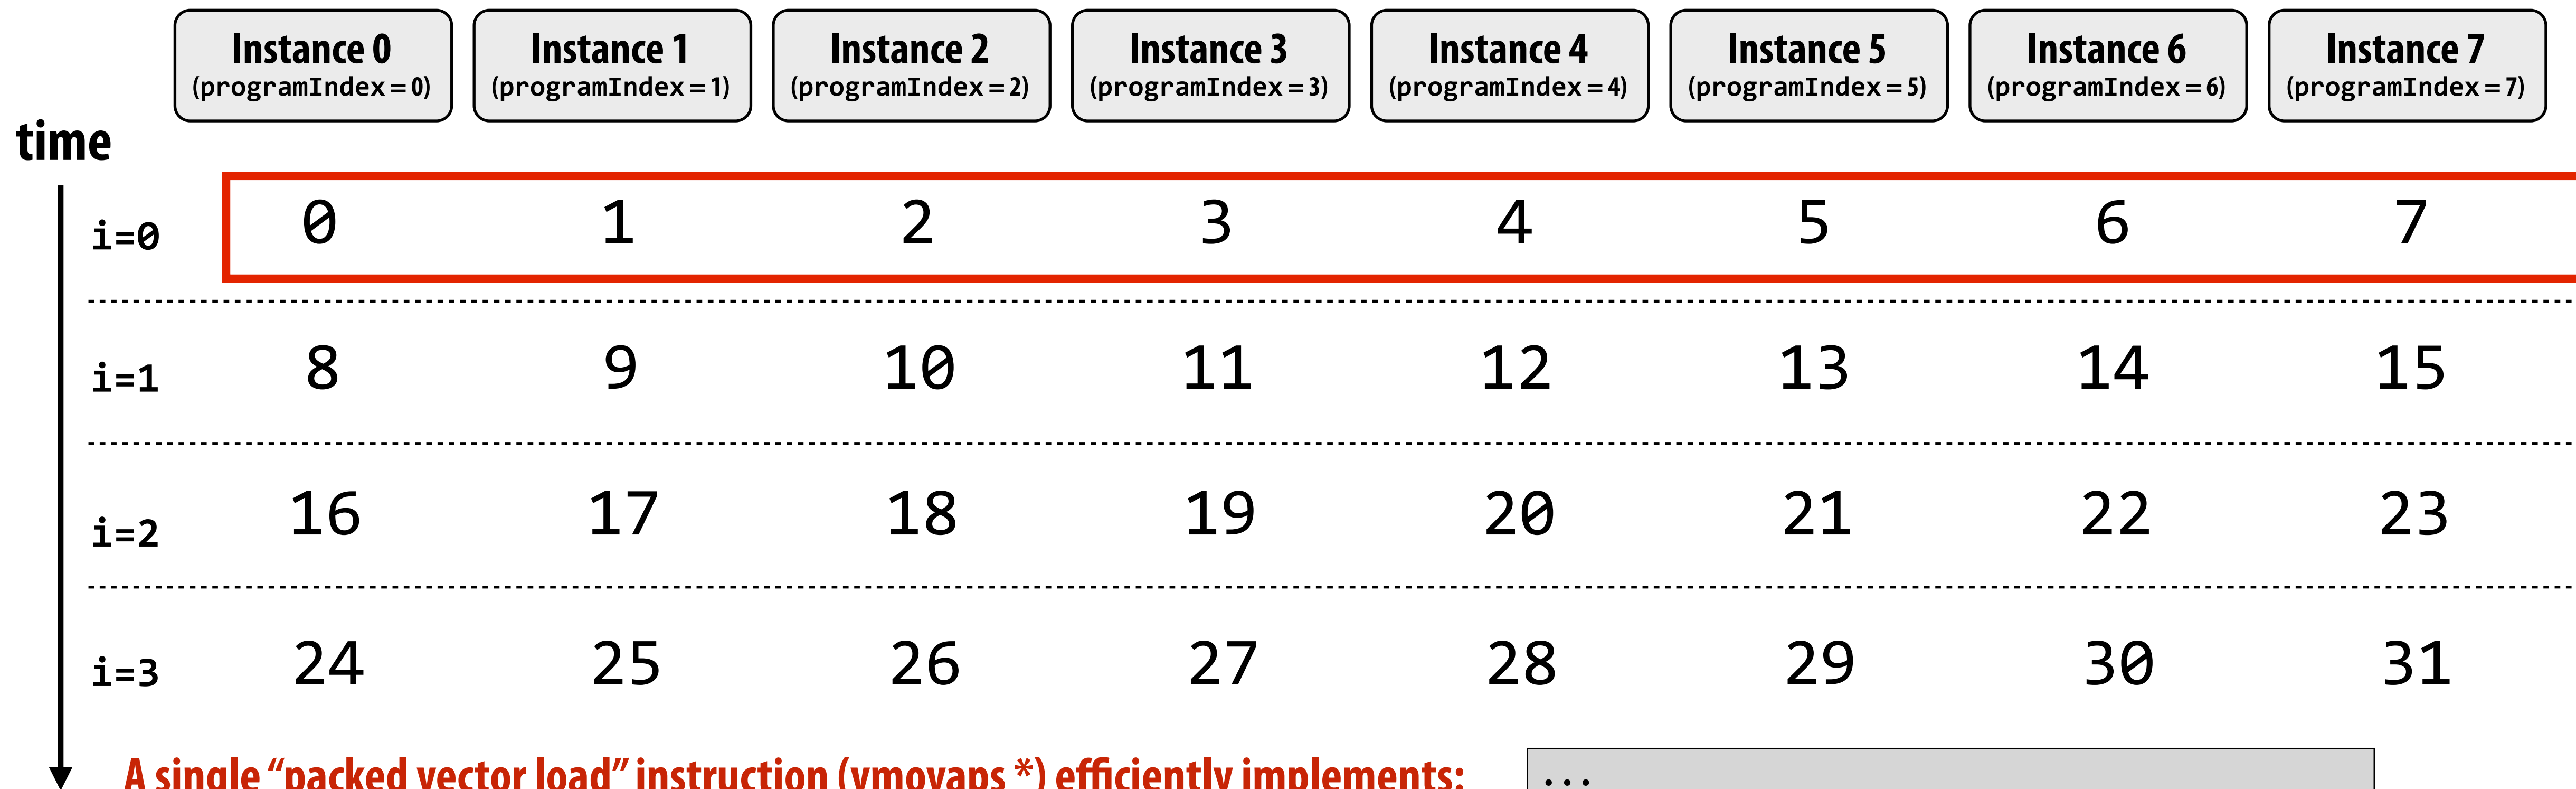 Instance 0 Instance 1 Instance 2 Instance 3 Instance 4 Instance 5 Instance 6 Instance 7
(programIndex = 0) (programIndex = 1) (programIndex = 2) (programIndex = 3) (programIndex = 4) (programIndex = 5) (programIndex = 6) (programIndex = 7)
time
i=0 0 1 2 3 4 5 6 7
i=1 8 9 10 11 12 13 14 15
i=2 16 17 18 19 20 21 22 23
i=3 24 25 26 27 28 29 30 31
A single “packed vector load” instruction (vmovaps *) efficiently implements:
...